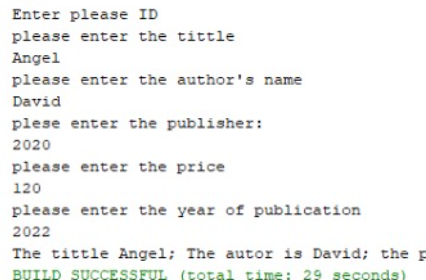 Enter please ID
please enter the tittle
Angel
please enter the author's name
David
plese enter the publisher:
2020
please enter the price
120
please enter the year of publication
2022
The tittle Angel; The autor is David; the p
BUILD SUCCESSFUL (total time: 29 seconds)